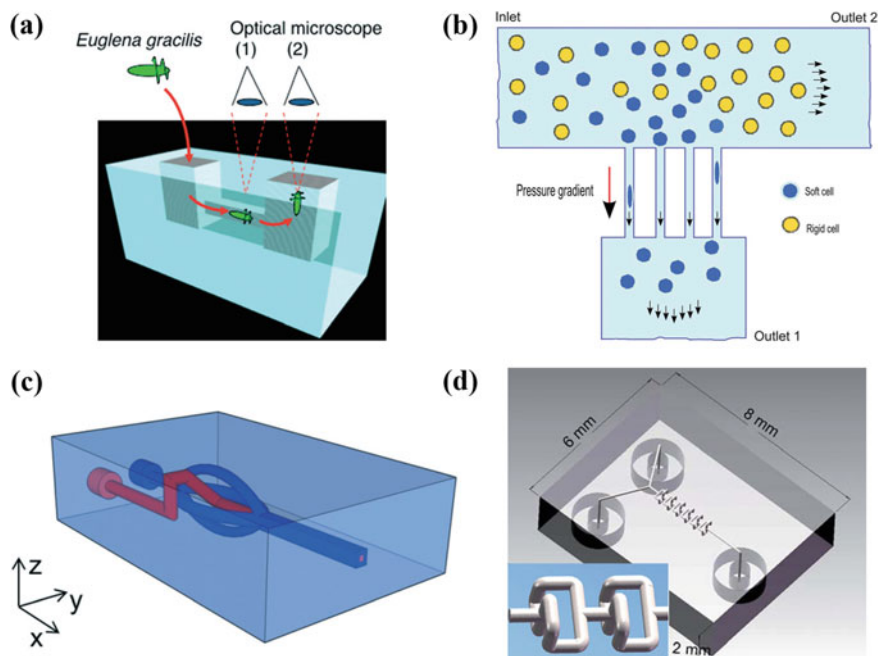 (a)
Euglena gracilis
Optical microscope
(1) (2)
(b)
Inlet
Outlet 2
Pressure gradient
Soft cell
Rigid cell
Outlet 1
(c)
z
y
x
(d)
6 mm
8 mm
2 mm